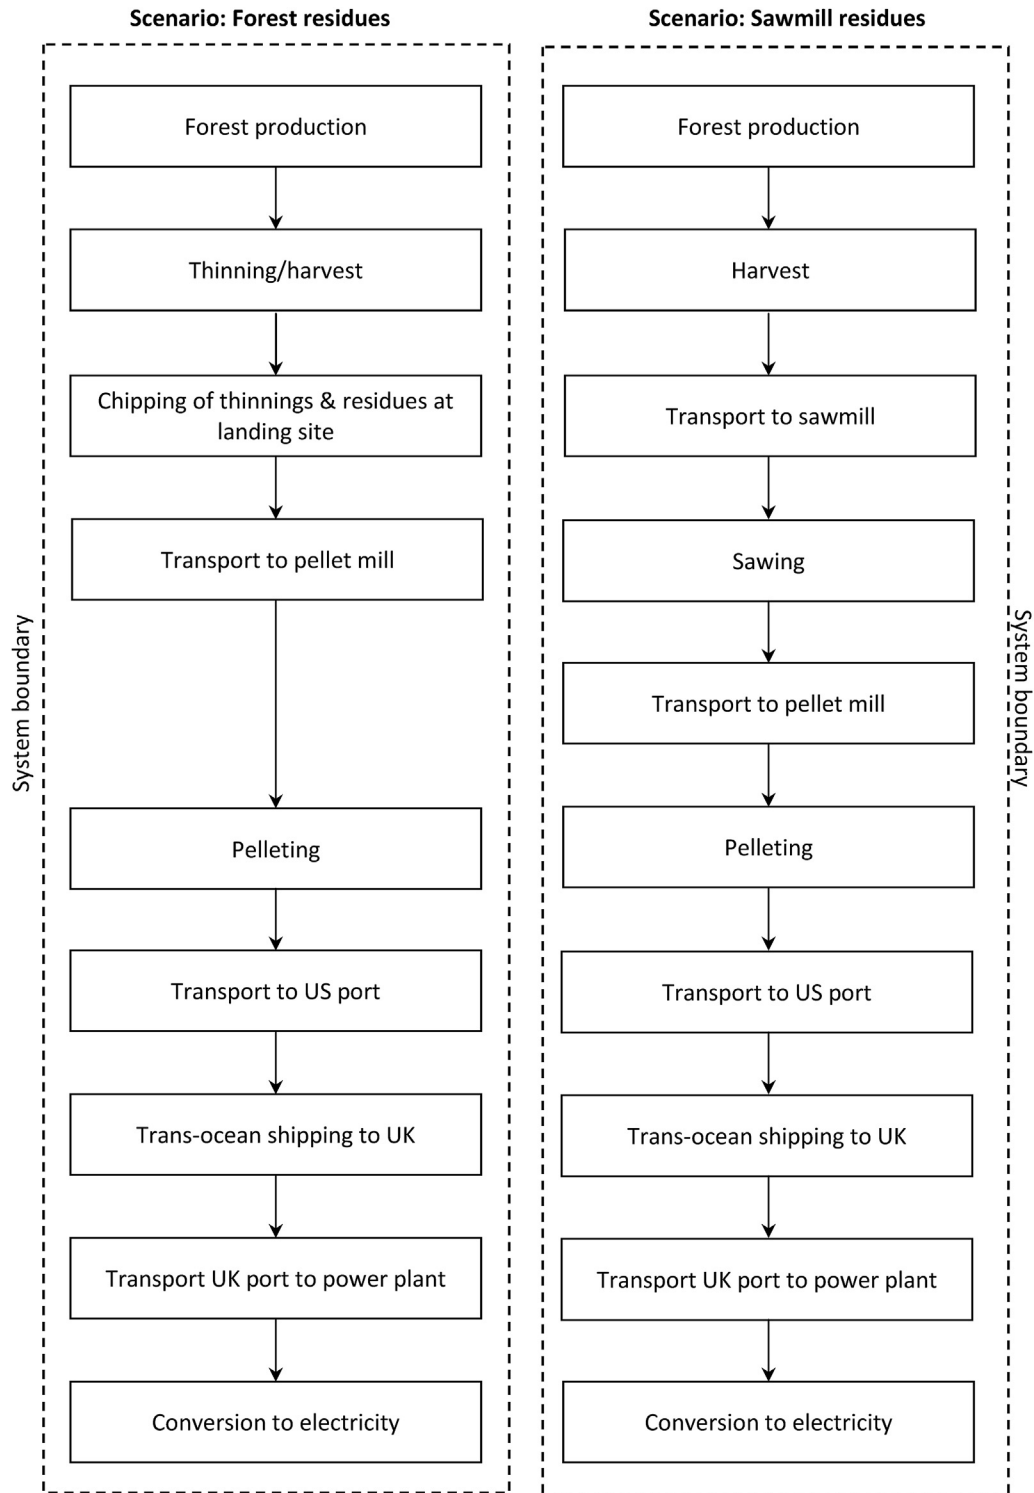 Scenario: Forest residues
Forest production
Thinning/harvest
Chipping of thinnings & residues at
landing site
Transport to pellet mill
Pelleting
Transport to US port
Trans-ocean shipping to UK
Transport UK port to power plant
Conversion to electricity
System boundary
Scenario: Sawmill residues
Forest production
Harvest
Transport to sawmill
Sawing
Transport to pellet mill
Pelleting
Transport to US port
Trans-ocean shipping to UK
Transport UK port to power plant
Conversion to electricity
System boundary